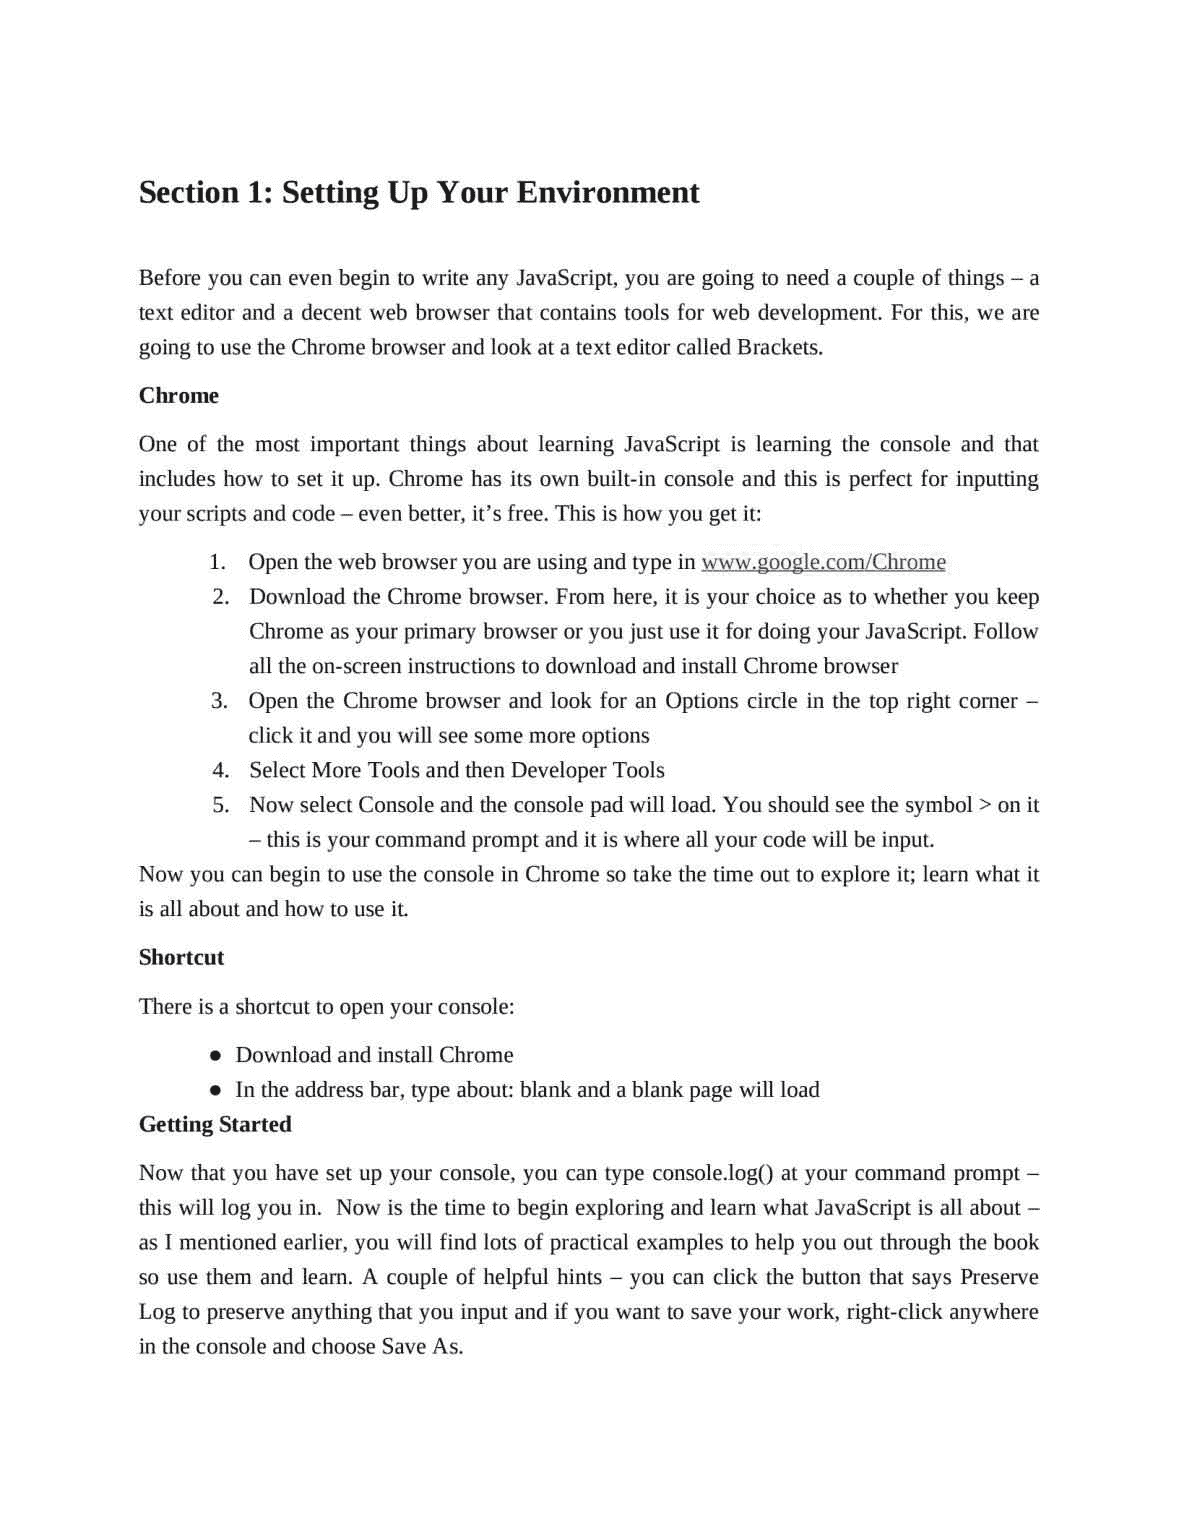 Section 1: Setting Up Your Environment
Before you can even begin to write any JavaScript, you are going to need a couple of things – a
text editor and a decent web browser that contains tools for web development. For this, we are
going to use the Chrome browser and look at a text editor called Brackets.
Chrome
One of the most important things about learning JavaScript is learning the console and that
includes how to set it up. Chrome has its own built-in console and this is perfect for inputting
your scripts and code – even better, it’s free. This is how you get it:
1. Open the web browser you are using and type in www.google.com/Chrome
2. Download the Chrome browser. From here, it is your choice as to whether you keep
Chrome as your primary browser or you just use it for doing your JavaScript. Follow
all the on-screen instructions to download and install Chrome browser
3. Open the Chrome browser and look for an Options circle in the top right corner –
click it and you will see some more options
4. Select More Tools and then Developer Tools
5. Now select Console and the console pad will load. You should see the symbol > on it
– this is your command prompt and it is where all your code will be input.
Now you can begin to use the console in Chrome so take the time out to explore it; learn what it
is all about and how to use it.
Shortcut
There is a shortcut to open your console:
● Download and install Chrome
● In the address bar, type about: blank and a blank page will load
Getting Started
Now that you have set up your console, you can type console.log() at your command prompt –
this will log you in.  Now is the time to begin exploring and learn what JavaScript is all about –
as I mentioned earlier, you will find lots of practical examples to help you out through the book
so use them and learn. A couple of helpful hints – you can click the button that says Preserve
Log to preserve anything that you input and if you want to save your work, right-click anywhere
in the console and choose Save As.